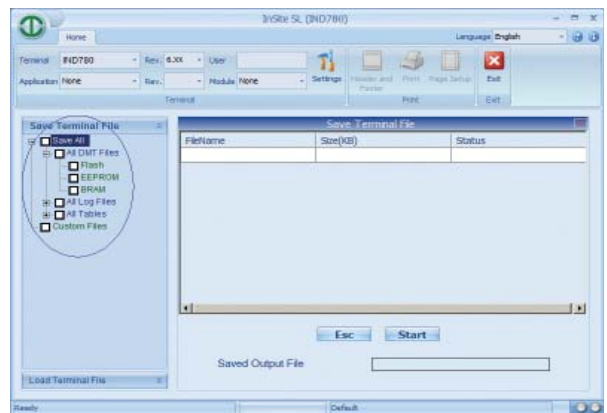 InSite SL (IND780)
Home
Language English
Terminal IND780 Rev. 6.XX User
Application None Rev. Module None
Settings
Header and Footer
Print
Page Setup
Exit
Terminal
Print
Exit
Save Terminal File
Save All
All DMT Files
Flash
EEPROM
BRAM
All Log Files
All Tables
Custom Files
Load Terminal File
Save Terminal File
FileName Size(KB) Status
Esc Start
Saved Output File
Ready
Default